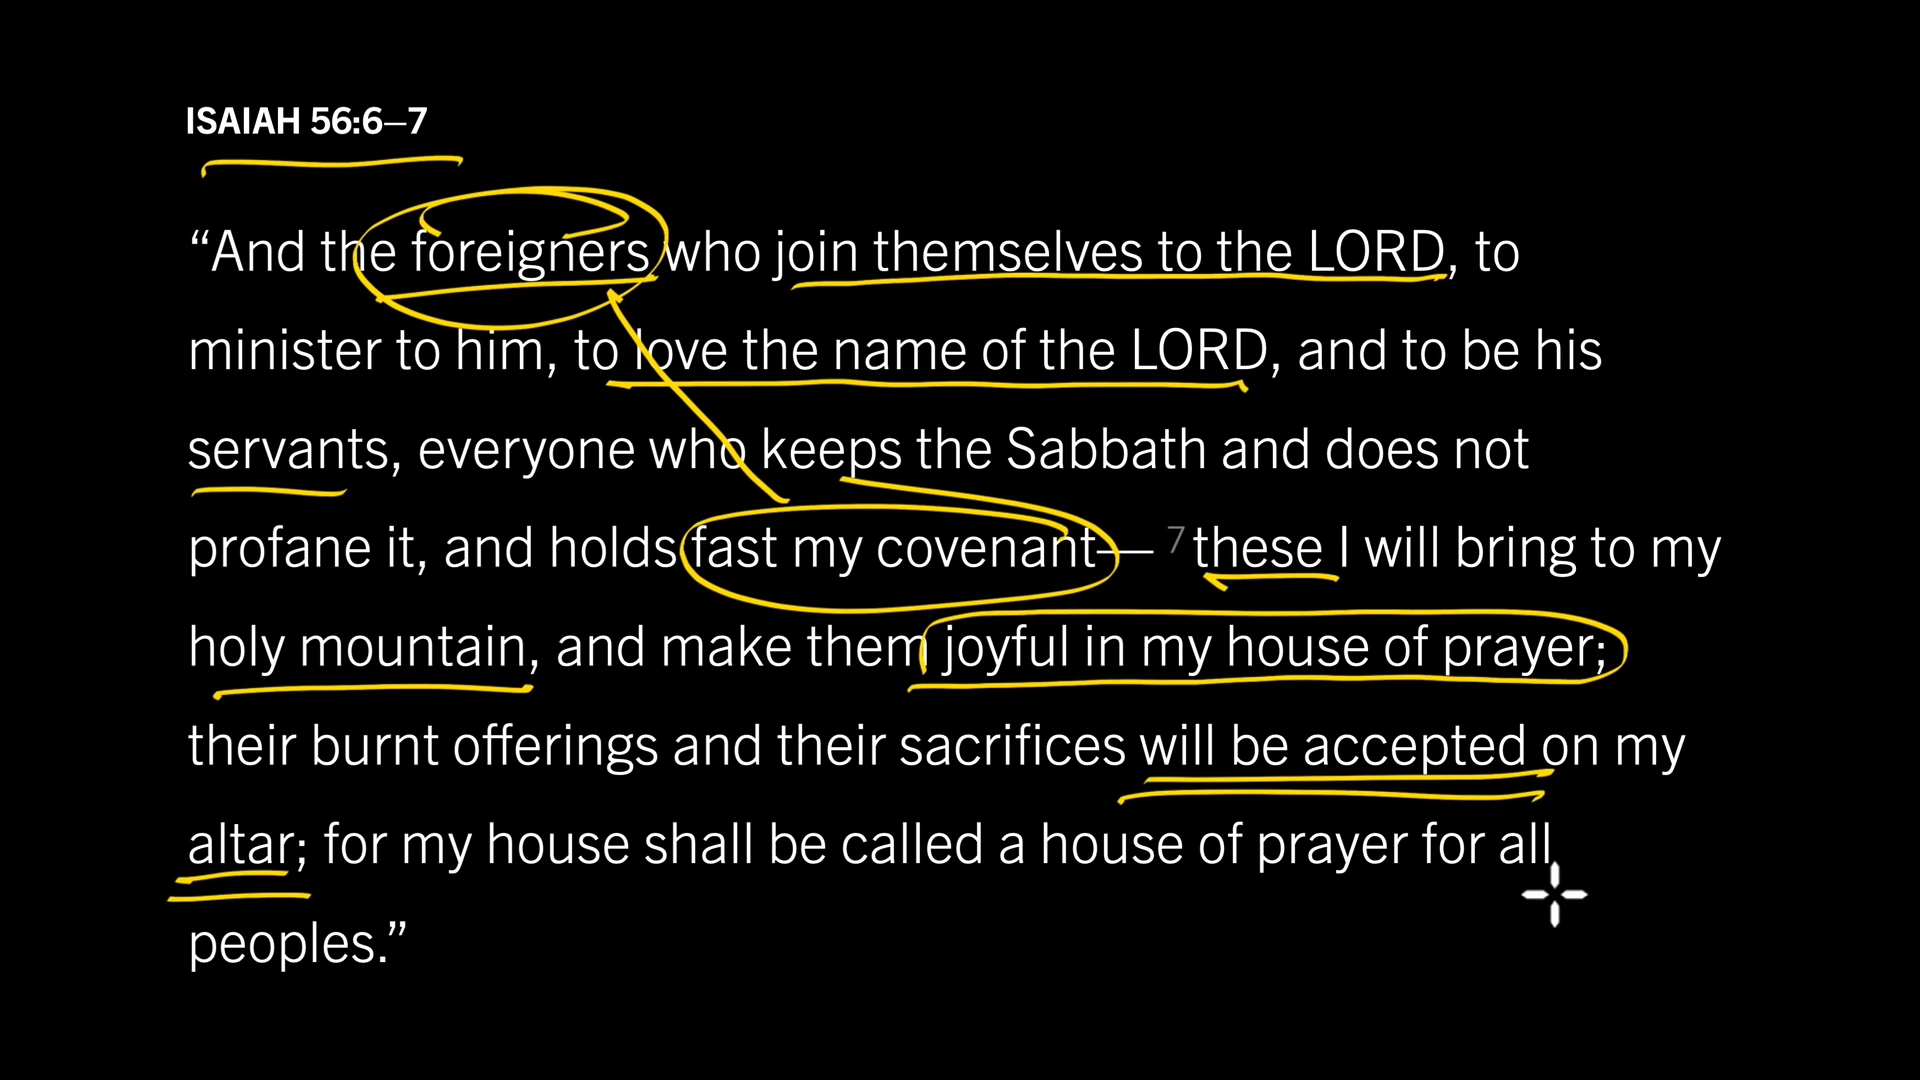 ISAIAH 56:6–7
“And the foreigners who join themselves to the LORD, to
minister to him, to love the name of the LORD, and to be his
servants, everyone who keeps the Sabbath and does not
profane it, and holds fast my covenant— 7 these I will bring to my
holy mountain, and make them joyful in my house of prayer;
their burnt offerings and their sacrifices will be accepted on my
altar; for my house shall be called a house of prayer for all
peoples.”